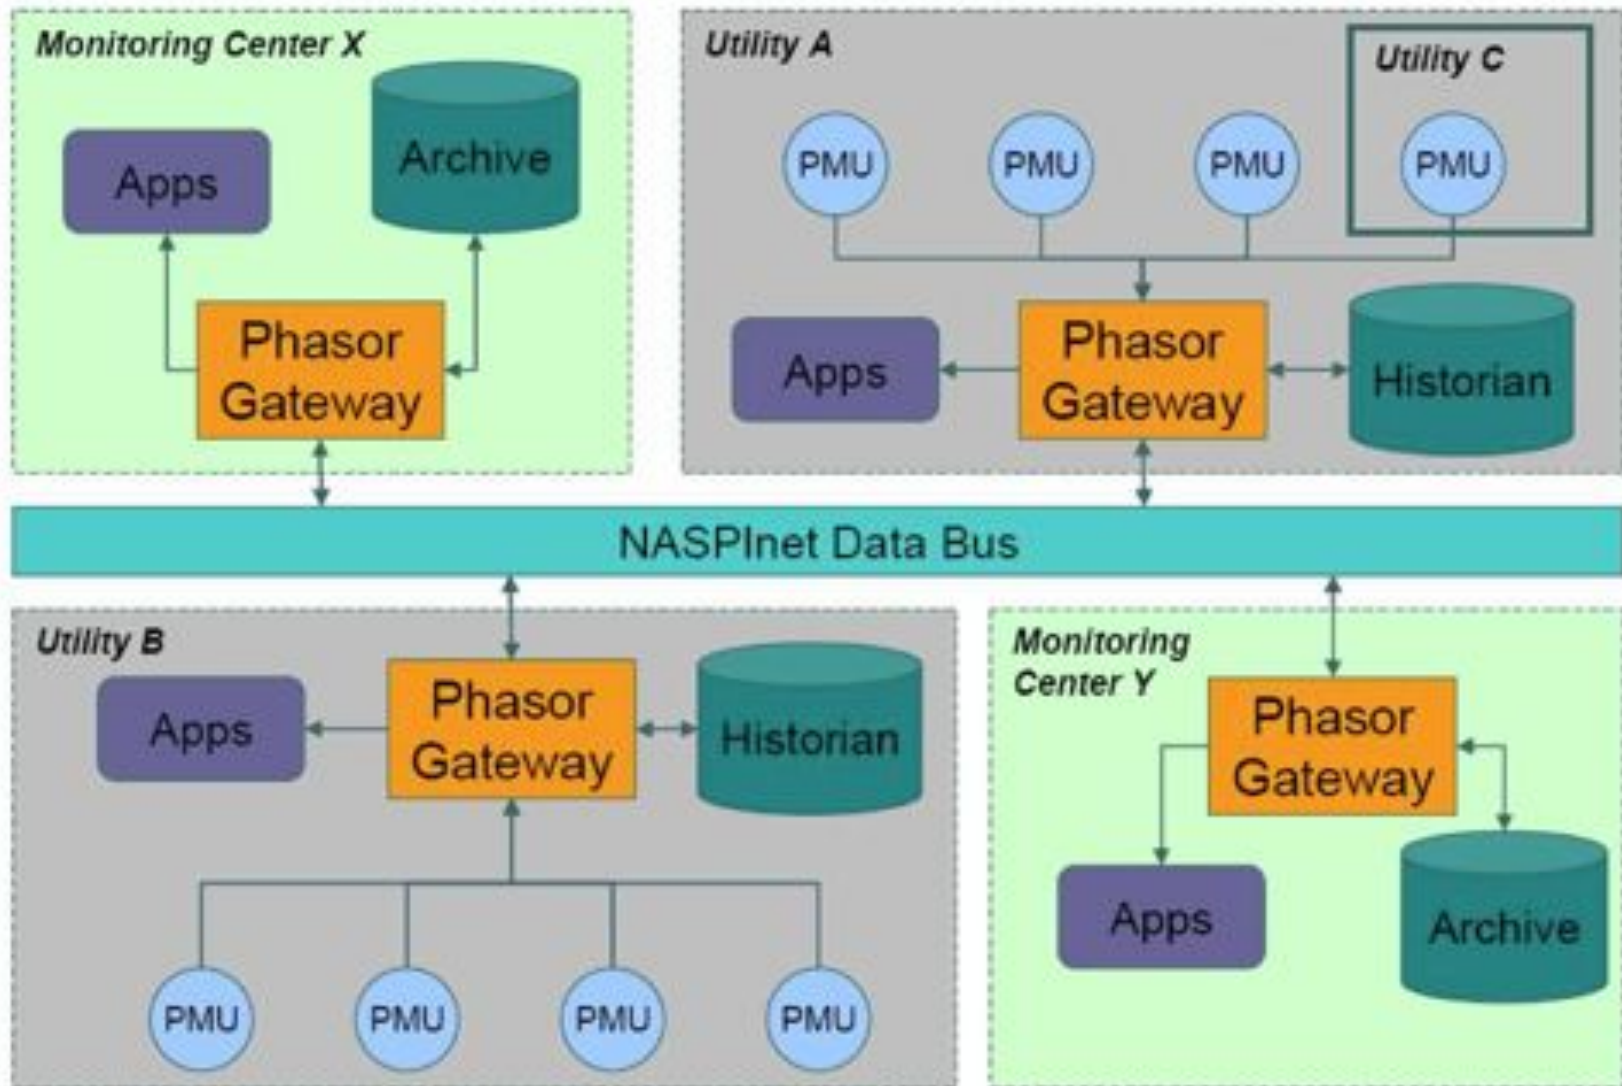 Monitoring Center X
Archive
Apps
Phasor
Gateway
Utility A
Utility C
PMU
PMU
PMU
PMU
Apps
Phasor
Gateway
Historian
NASPInet Data Bus
Utility B
Apps
Phasor
Gateway
Historian
PMU
PMU
PMU
PMU
Monitoring
Center Y
Phasor
Gateway
Apps
Archive